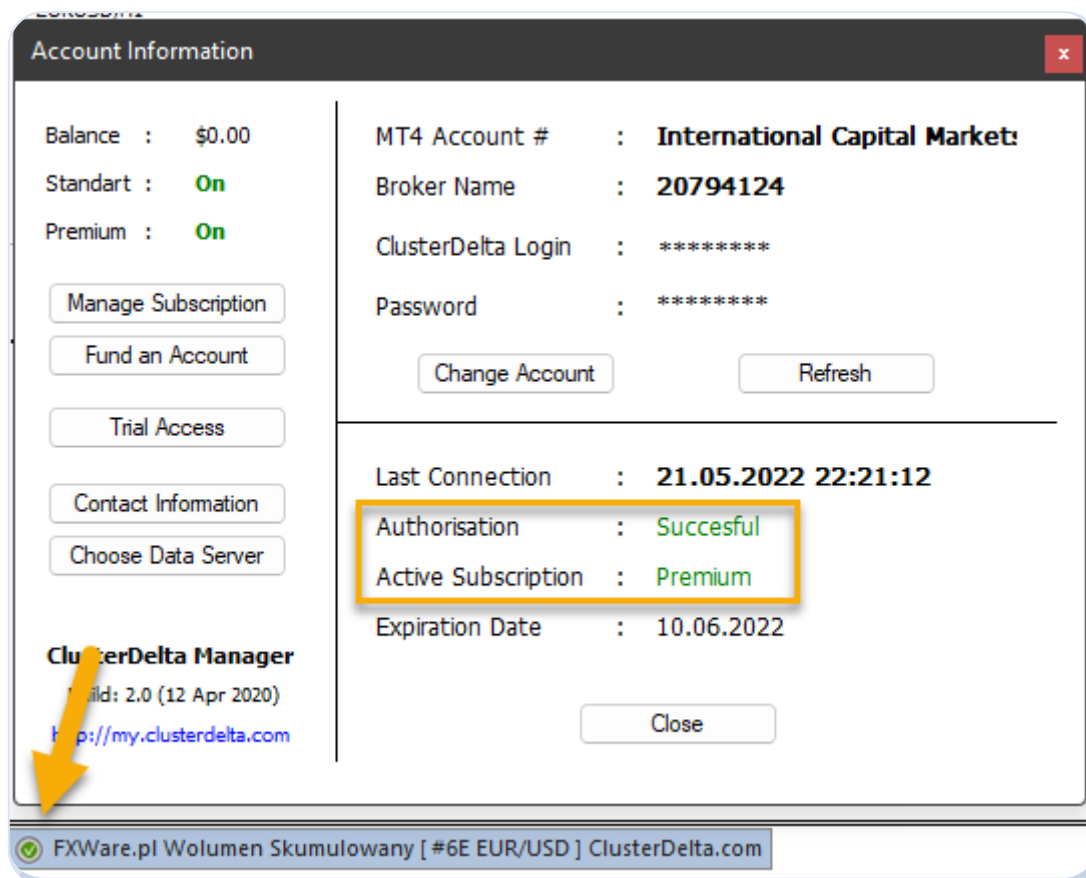 EURUSD,H1
Account Information
x
Balance : $0.00
Standart : On
Premium : On
Manage Subscription
Fund an Account
Trial Access
Contact Information
Choose Data Server
ClusterDelta Manager
Build: 2.0 (12 Apr 2020)
http://my.clusterdelta.com
MT4 Account # : International Capital Markets
Broker Name : 20794124
ClusterDelta Login : ********
Password : ********
Change Account
Refresh
Last Connection : 21.05.2022 22:21:12
Authorisation : Succesful
Active Subscription : Premium
Expiration Date : 10.06.2022
Close
FXWare.pl Wolumen Skumulowany [ #6E EUR/USD ] ClusterDelta.com